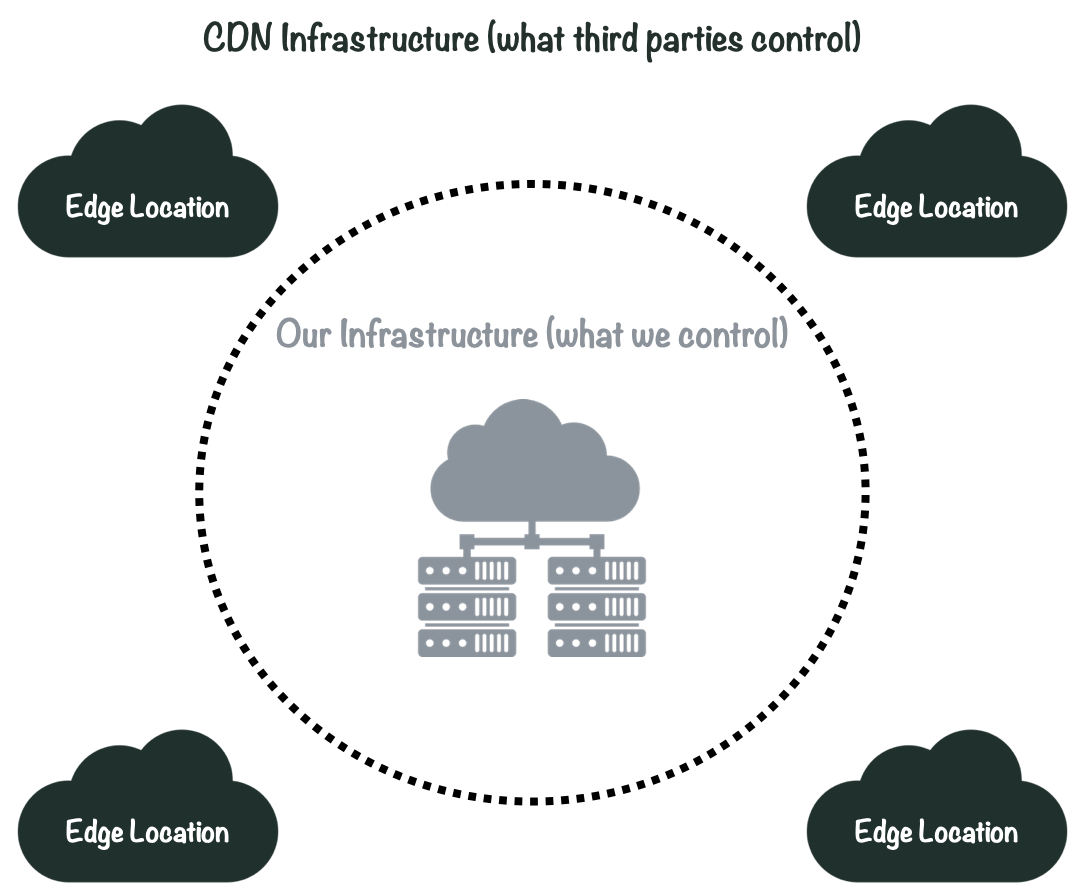 CDN Infrastructure (what third parties control)
Edge Location
Edge Location
Our Infrastructure (what we control)
Edge Location
Edge Location